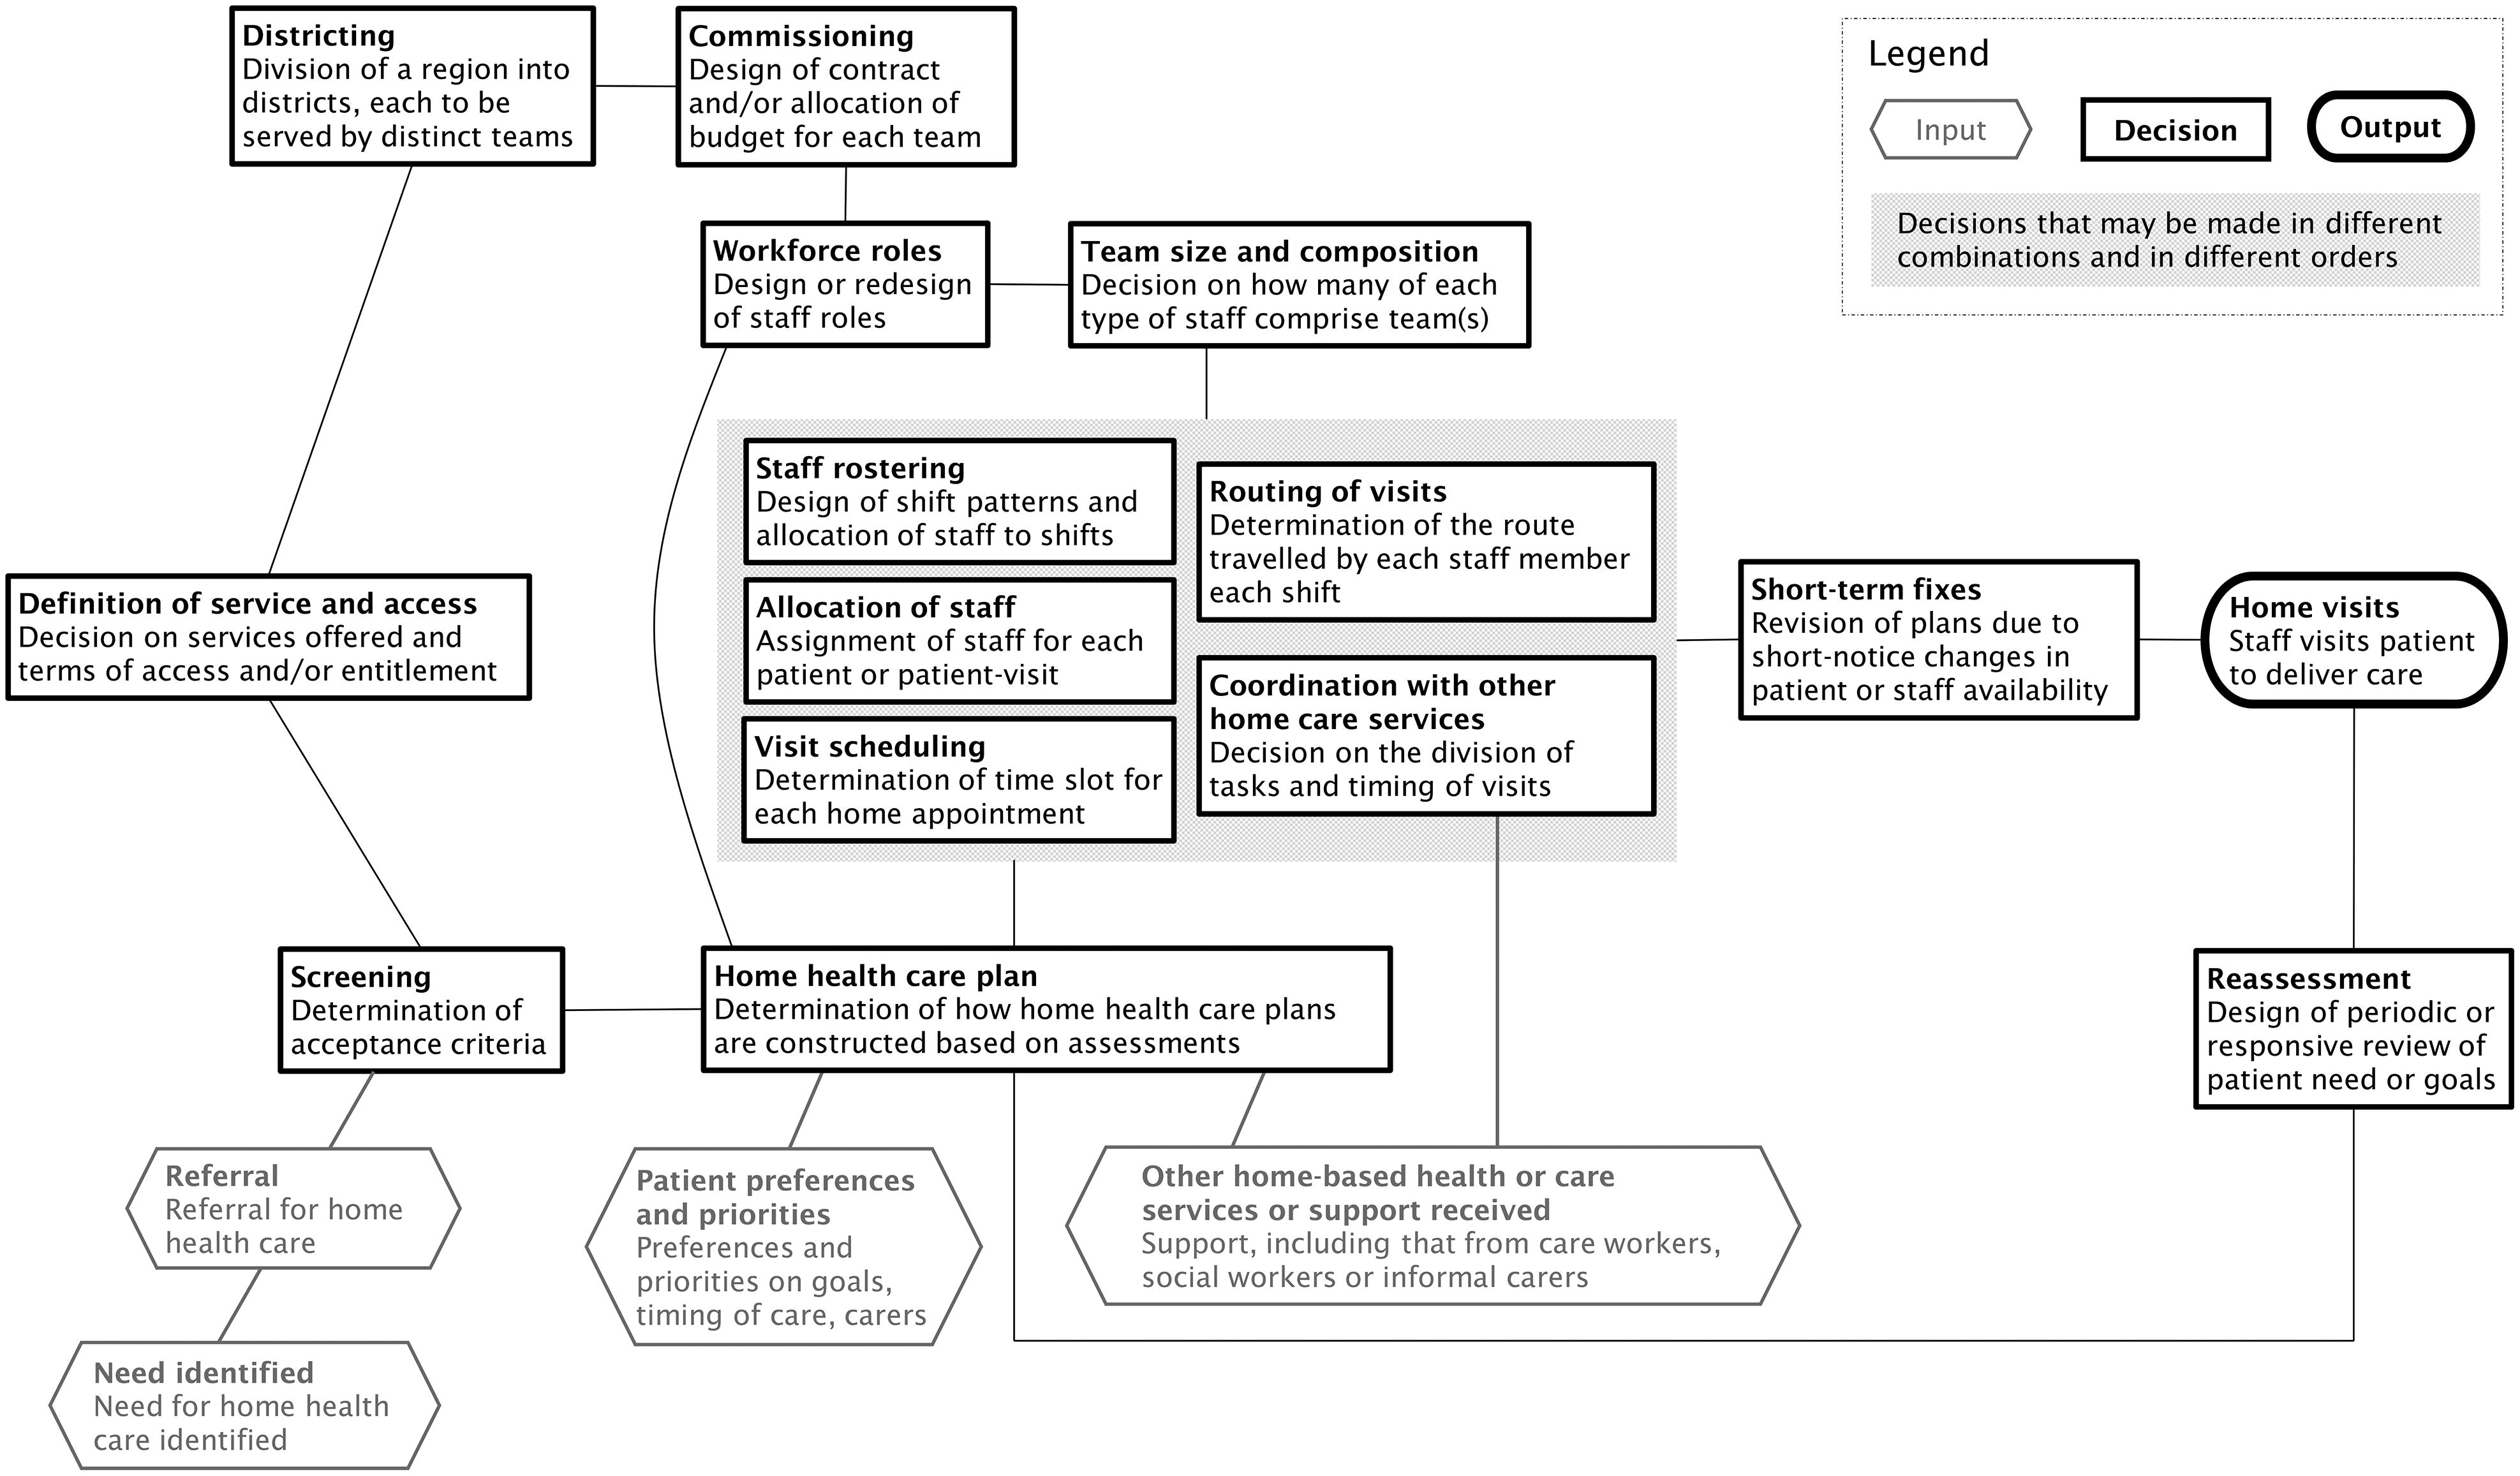 Districting
Division of a region into
districts, each to be
served by distinct teams
Commissioning
Design of contract
and/or allocation of
budget for each team
Legend
Input
Decision
Output
Decisions that may be made in different
combinations and in different orders
Workforce roles
Design or redesign
of staff roles
Team size and composition
Decision on how many of each
type of staff comprise team(s)
Staff rostering
Design of shift patterns and
allocation of staff to shifts
Allocation of staff
Assignment of staff for each
patient or patient-visit
Visit scheduling
Determination of time slot for
each home appointment
Routing of visits
Determination of the route
travelled by each staff member
each shift
Coordination with other
home care services
Decision on the division of
tasks and timing of visits
Definition of service and access
Decision on services offered and
terms of access and/or entitlement
Short-term fixes
Revision of plans due to
short-notice changes in
patient or staff availability
Home visits
Staff visits patient
to deliver care
Screening
Determination of
acceptance criteria
Home health care plan
Determination of how home health care plans
are constructed based on assessments
Reassessment
Design of periodic or
responsive review of
patient need or goals
Referral
Referral for home
health care
Patient preferences
and priorities
Preferences and
priorities on goals,
timing of care, carers
Other home-based health or care
services or support received
Support, including that from care workers,
social workers or informal carers
Need identified
Need for home health
care identified